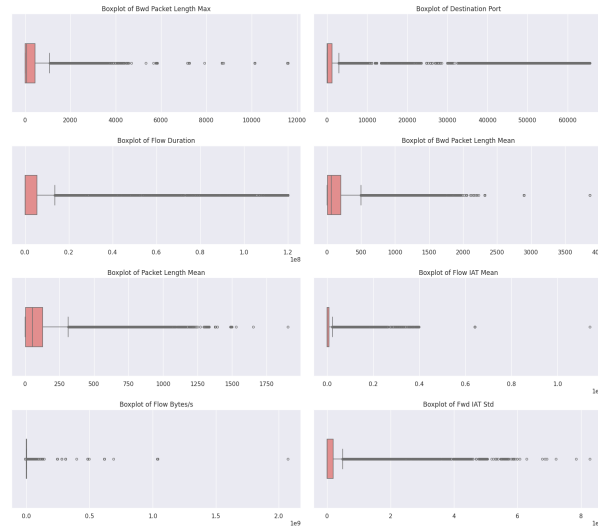 Boxplot of Bwd Packet Length Max
0 2000 4000 6000 8000 10000 12000
Boxplot of Destination Port
0 10000 20000 30000 40000 50000 60000
Boxplot of Flow Duration
0.0 0.2 0.4 0.6 0.8 1.0 1.2
1e8
Boxplot of Bwd Packet Length Mean
0 500 1000 1500 2000 2500 3000 3500
Boxplot of Packet Length Mean
0 250 500 750 1000 1250 1500 1750
Boxplot of Flow IAT Mean
0.0 0.2 0.4 0.6 0.8 1.0
Boxplot of Flow Bytes/s
0.0 0.5 1.0 1.5 2.0
1e9
Boxplot of Fwd IAT Std
0 2 4 6 8